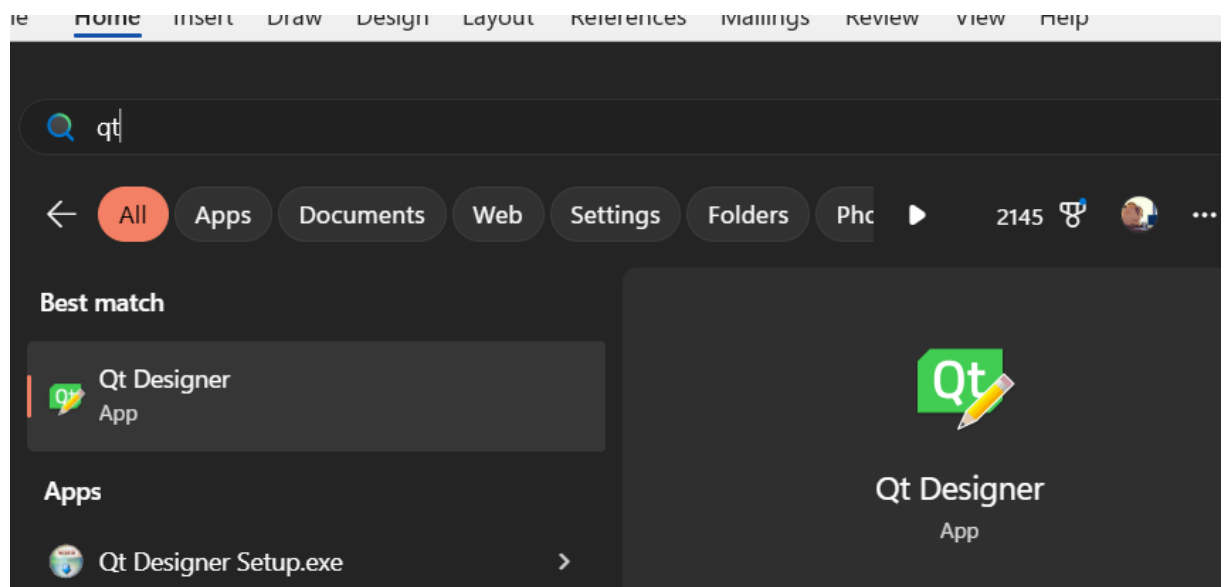 Home Insert Draw Design Layout References Mailings Review View Help
qt
All Apps Documents Web Settings Folders Pho 2145
Best match
Qt Designer
App
Apps
Qt Designer Setup.exe
Qt
Qt Designer
App